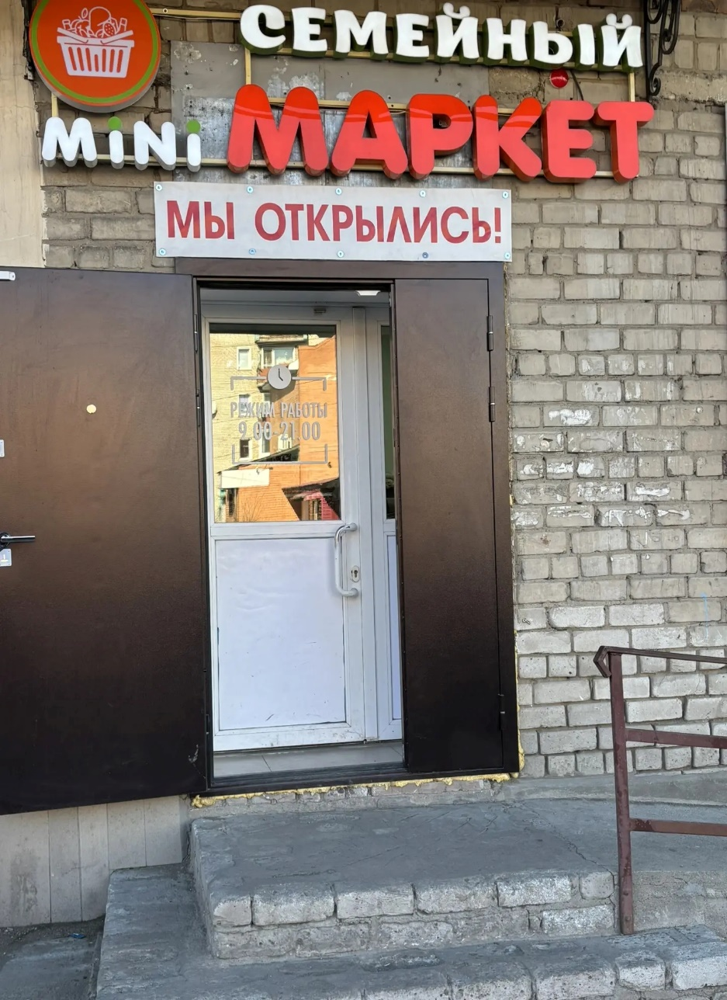 СЕМЕЙНЫЙ
MiNi МАРКЕТ
МЫ ОТКРЫЛИСЬ!
РЕЖИМ РАБОТЫ
9.00-21.00